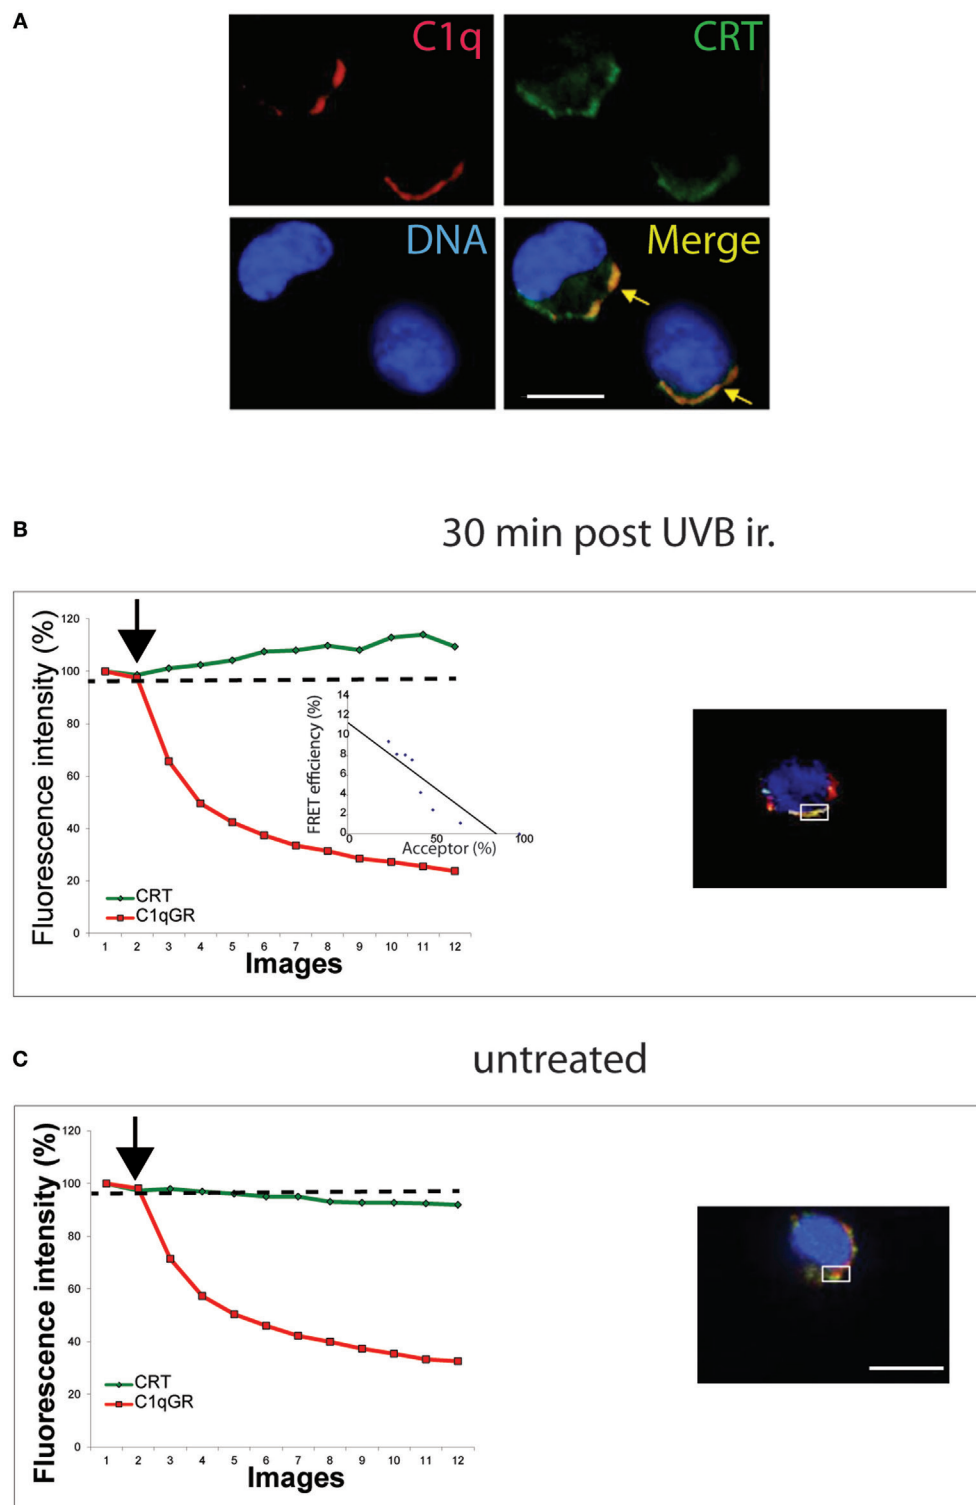 A
C1q
CRT
DNA
Merge
B
30 min post UVB ir.
Fluorescence intensity (%)
120
100
80
60
40
20
0
1 2 3 4 5 6 7 8 9 10 11 12
Images
CRT
C1qGR
FRET efficiency (%)
14
12
10
8
6
4
2
0
0 50 100
Acceptor (%)
C
untreated
Fluorescence intensity (%)
120
100
80
60
40
20
0
1 2 3 4 5 6 7 8 9 10 11 12
Images
CRT
C1qGR